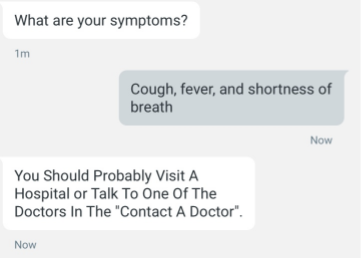 What are your symptoms?
1m
Cough, fever, and shortness of
breath
Now
You Should Probably Visit A
Hospital or Talk To One Of The
Doctors In The "Contact A Doctor".
Now